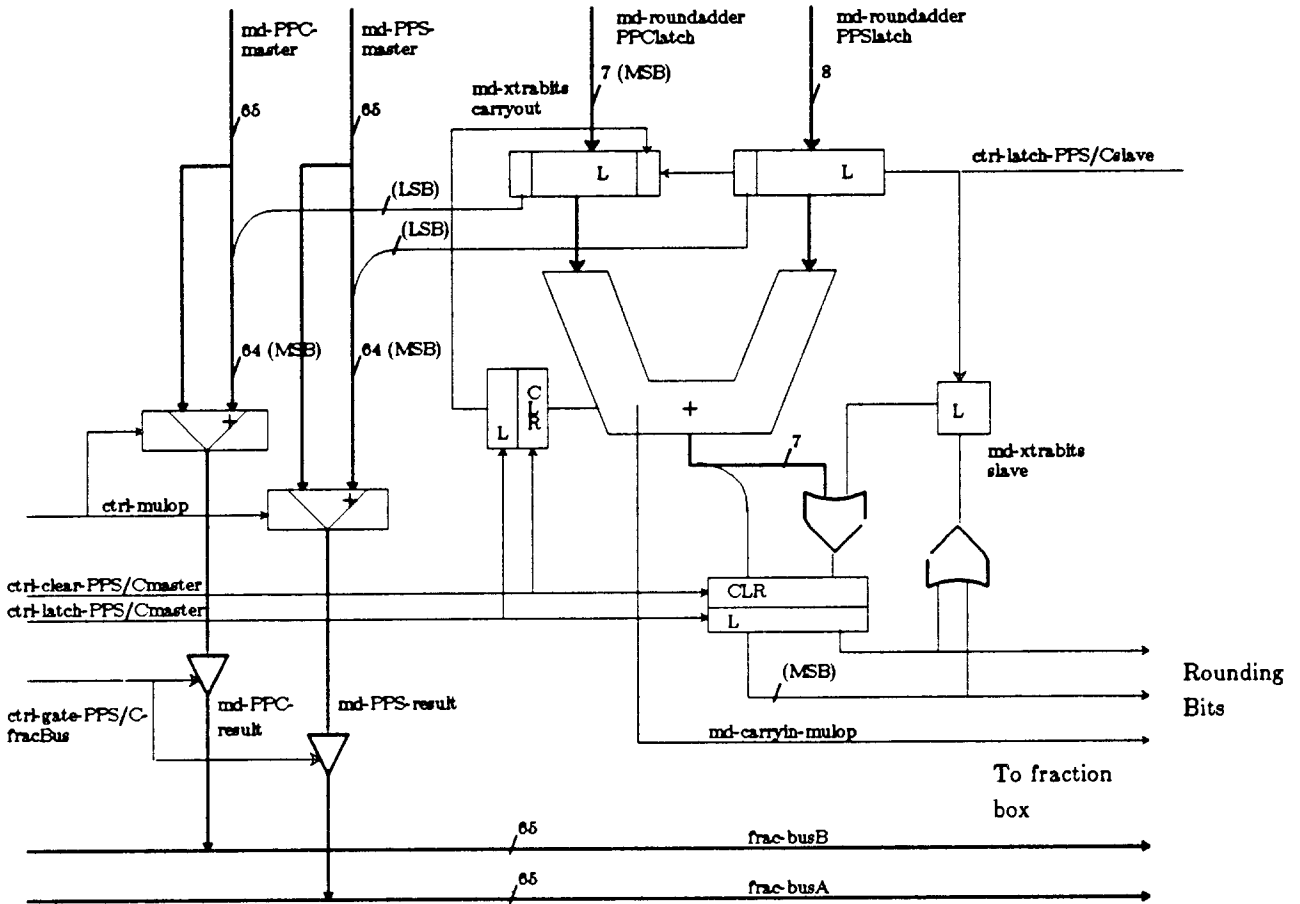 md-PPC-
master
md-PPS-
master
md-roundadder
PPClatch
md-roundadder
PPSlatch
7 (MSB)
8
md-xtrabits
carryout
65
65
L
L
ctrl-latch-PPS/Cslave
(LSB)
(LSB)
64 (MSB)
64 (MSB)
+
L
CLR
+
L
7
md-xtrabits
slave
ctrl-mulop
+
ctrl-clear-PPS/Cmaster
ctrl-latch-PPS/Cmaster
CLR
L
(MSB)
Rounding
Bits
ctrl-gate-PPS/C-
fracBus
md-PPC-
result
md-PPS-result
md-carryin-mulop
To fraction
box
65
frac-busB
65
frac-busA